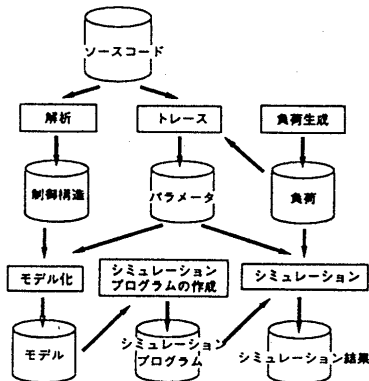 ソースコード
解析
トレース
負荷生成
制御構造
パラメータ
負荷
モデル化
シミュレーション
プログラムの作成
シミュレーション
モデル
シミュレーション
プログラム
シミュレーション結果